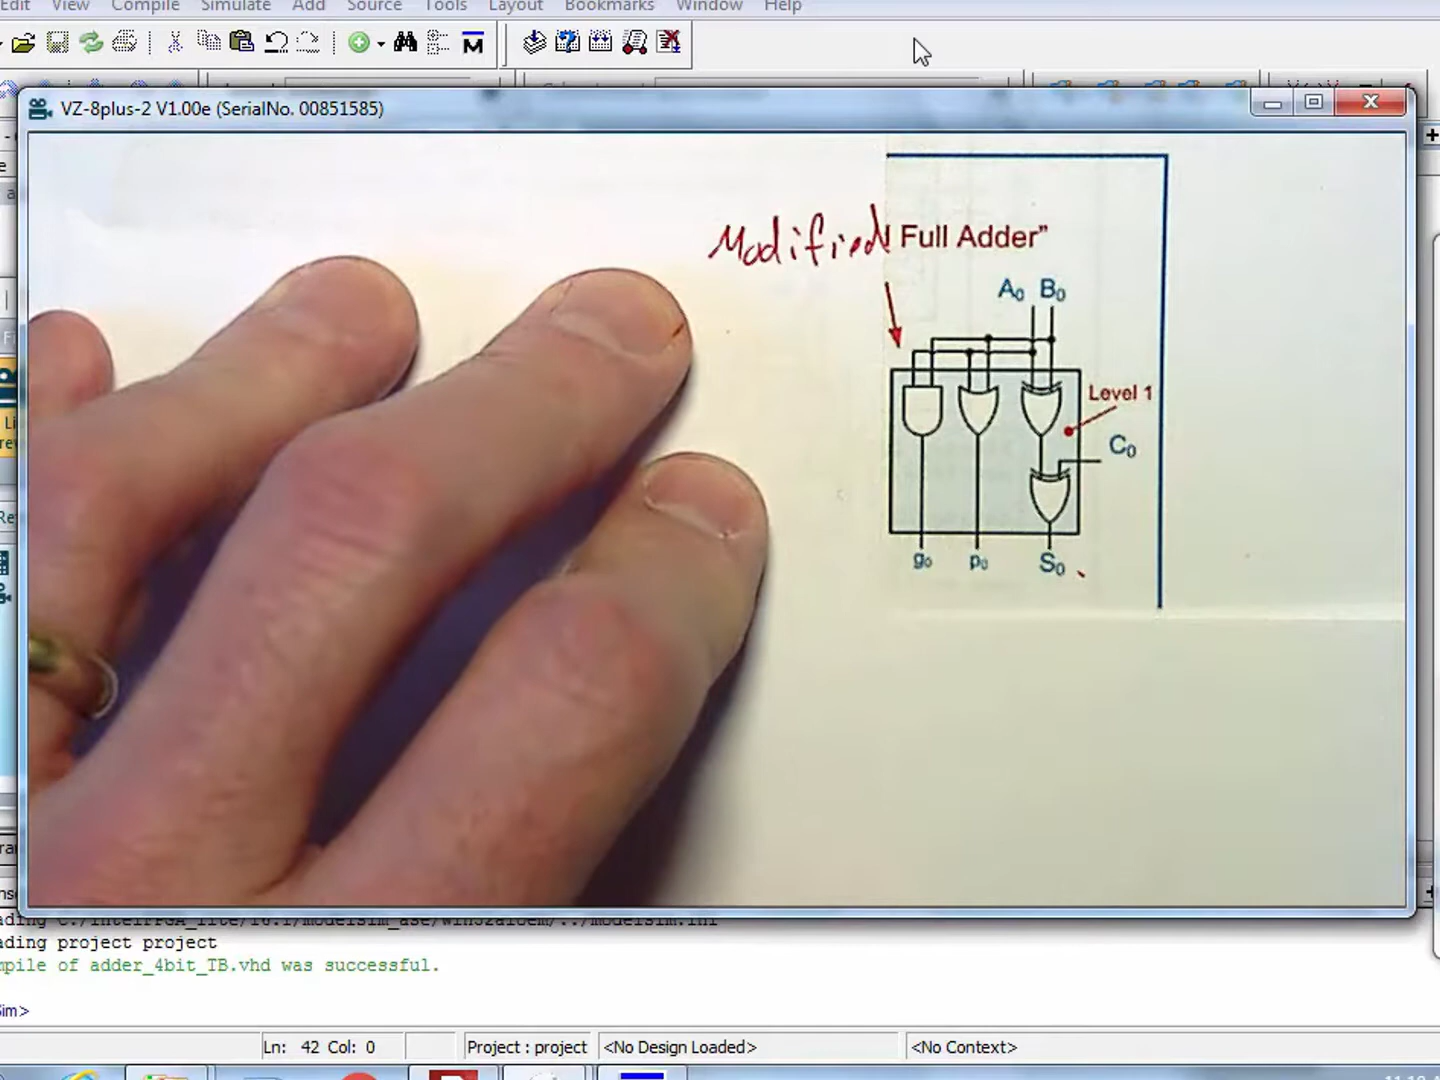 Edit View Compile Simulate Add Source Tools Layout Bookmarks Window Help
VZ-8plus-2 V1.00e (SerialNo. 00851585)
Modified Full Adder"
A0 B0
Level 1
C0
g0 p0 S0
ading project project
mpile of adder_4bit_TB.vhd was successful.
Sim>
Ln: 42 Col: 0 Project : project <No Design Loaded> <No Context>